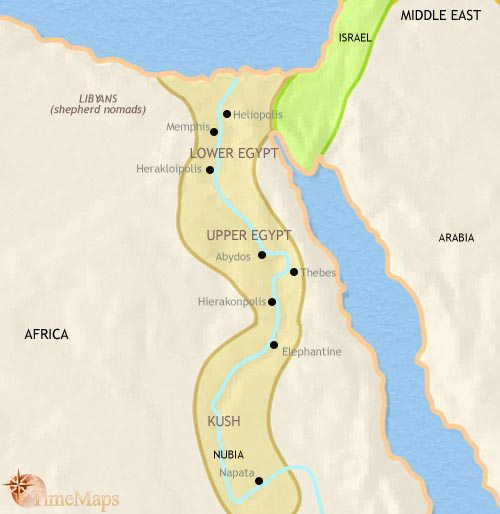 MIDDLE EAST
ISRAEL
LIBYANS
(shepherd nomads)
Heliopolis
Memphis
LOWER EGYPT
Herakloípolis
UPPER EGYPT
ARABIA
Abydos
Thebes
Hierakonpolis
AFRICA
Elephantine
KUSH
NUBIA
Napata
TimeMaps